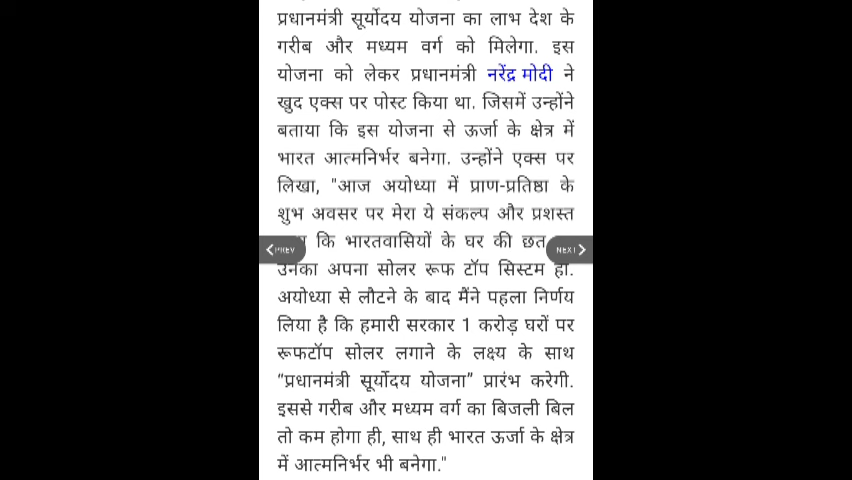 प्रधानमंत्री सूर्योदय योजना का लाभ देश के
गरीब और मध्यम वर्ग को मिलेगा. इस
योजना को लेकर प्रधानमंत्री नरेंद्र मोदी ने
खुद एक्स पर पोस्ट किया था. जिसमें उन्होंने
बताया कि इस योजना से ऊर्जा के क्षेत्र में
भारत आत्मनिर्भर बनेगा. उन्होंने एक्स पर
लिखा, "आज अयोध्या में प्राण-प्रतिष्ठा के
शुभ अवसर पर मेरा ये संकल्प और प्रशस्त
कि भारतवासियों के घर की छत
PREV
NEXT
उनका अपना सोलर रूफ टॉप सिस्टम हो.
अयोध्या से लौटने के बाद मैंने पहला निर्णय
लिया है कि हमारी सरकार 1 करोड़ घरों पर
रूफटॉप सोलर लगाने के लक्ष्य के साथ
"प्रधानमंत्री सूर्योदय योजना” प्रारंभ करेगी.
इससे गरीब और मध्यम वर्ग का बिजली बिल
तो कम होगा ही, साथ ही भारत ऊर्जा के क्षेत्र
में आत्मनिर्भर भी बनेगा."